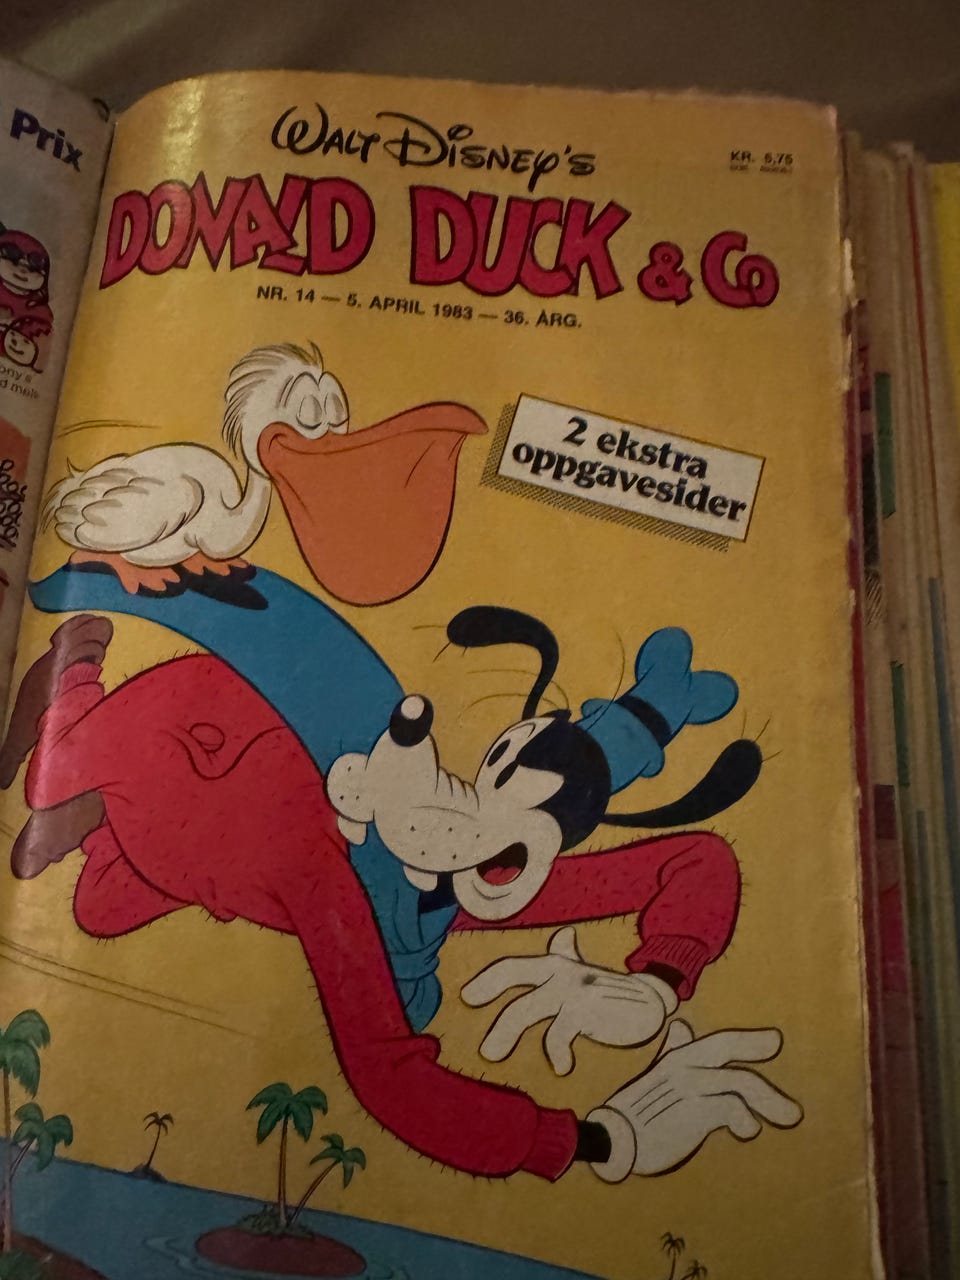 Prix
WALT DISNEY'S
KR. 5,75
DONALD DUCK & Co
NR. 14 — 5. APRIL 1983 — 36. ÅRG.
2 ekstra
oppgavesider